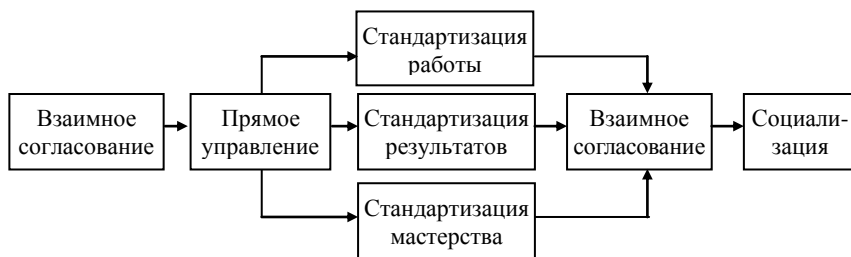 Стандартизация
работы
Взаимное
согласование
Прямое
управление
Стандартизация
результатов
Взаимное
согласование
Социали-
зация
Стандартизация
мастерства